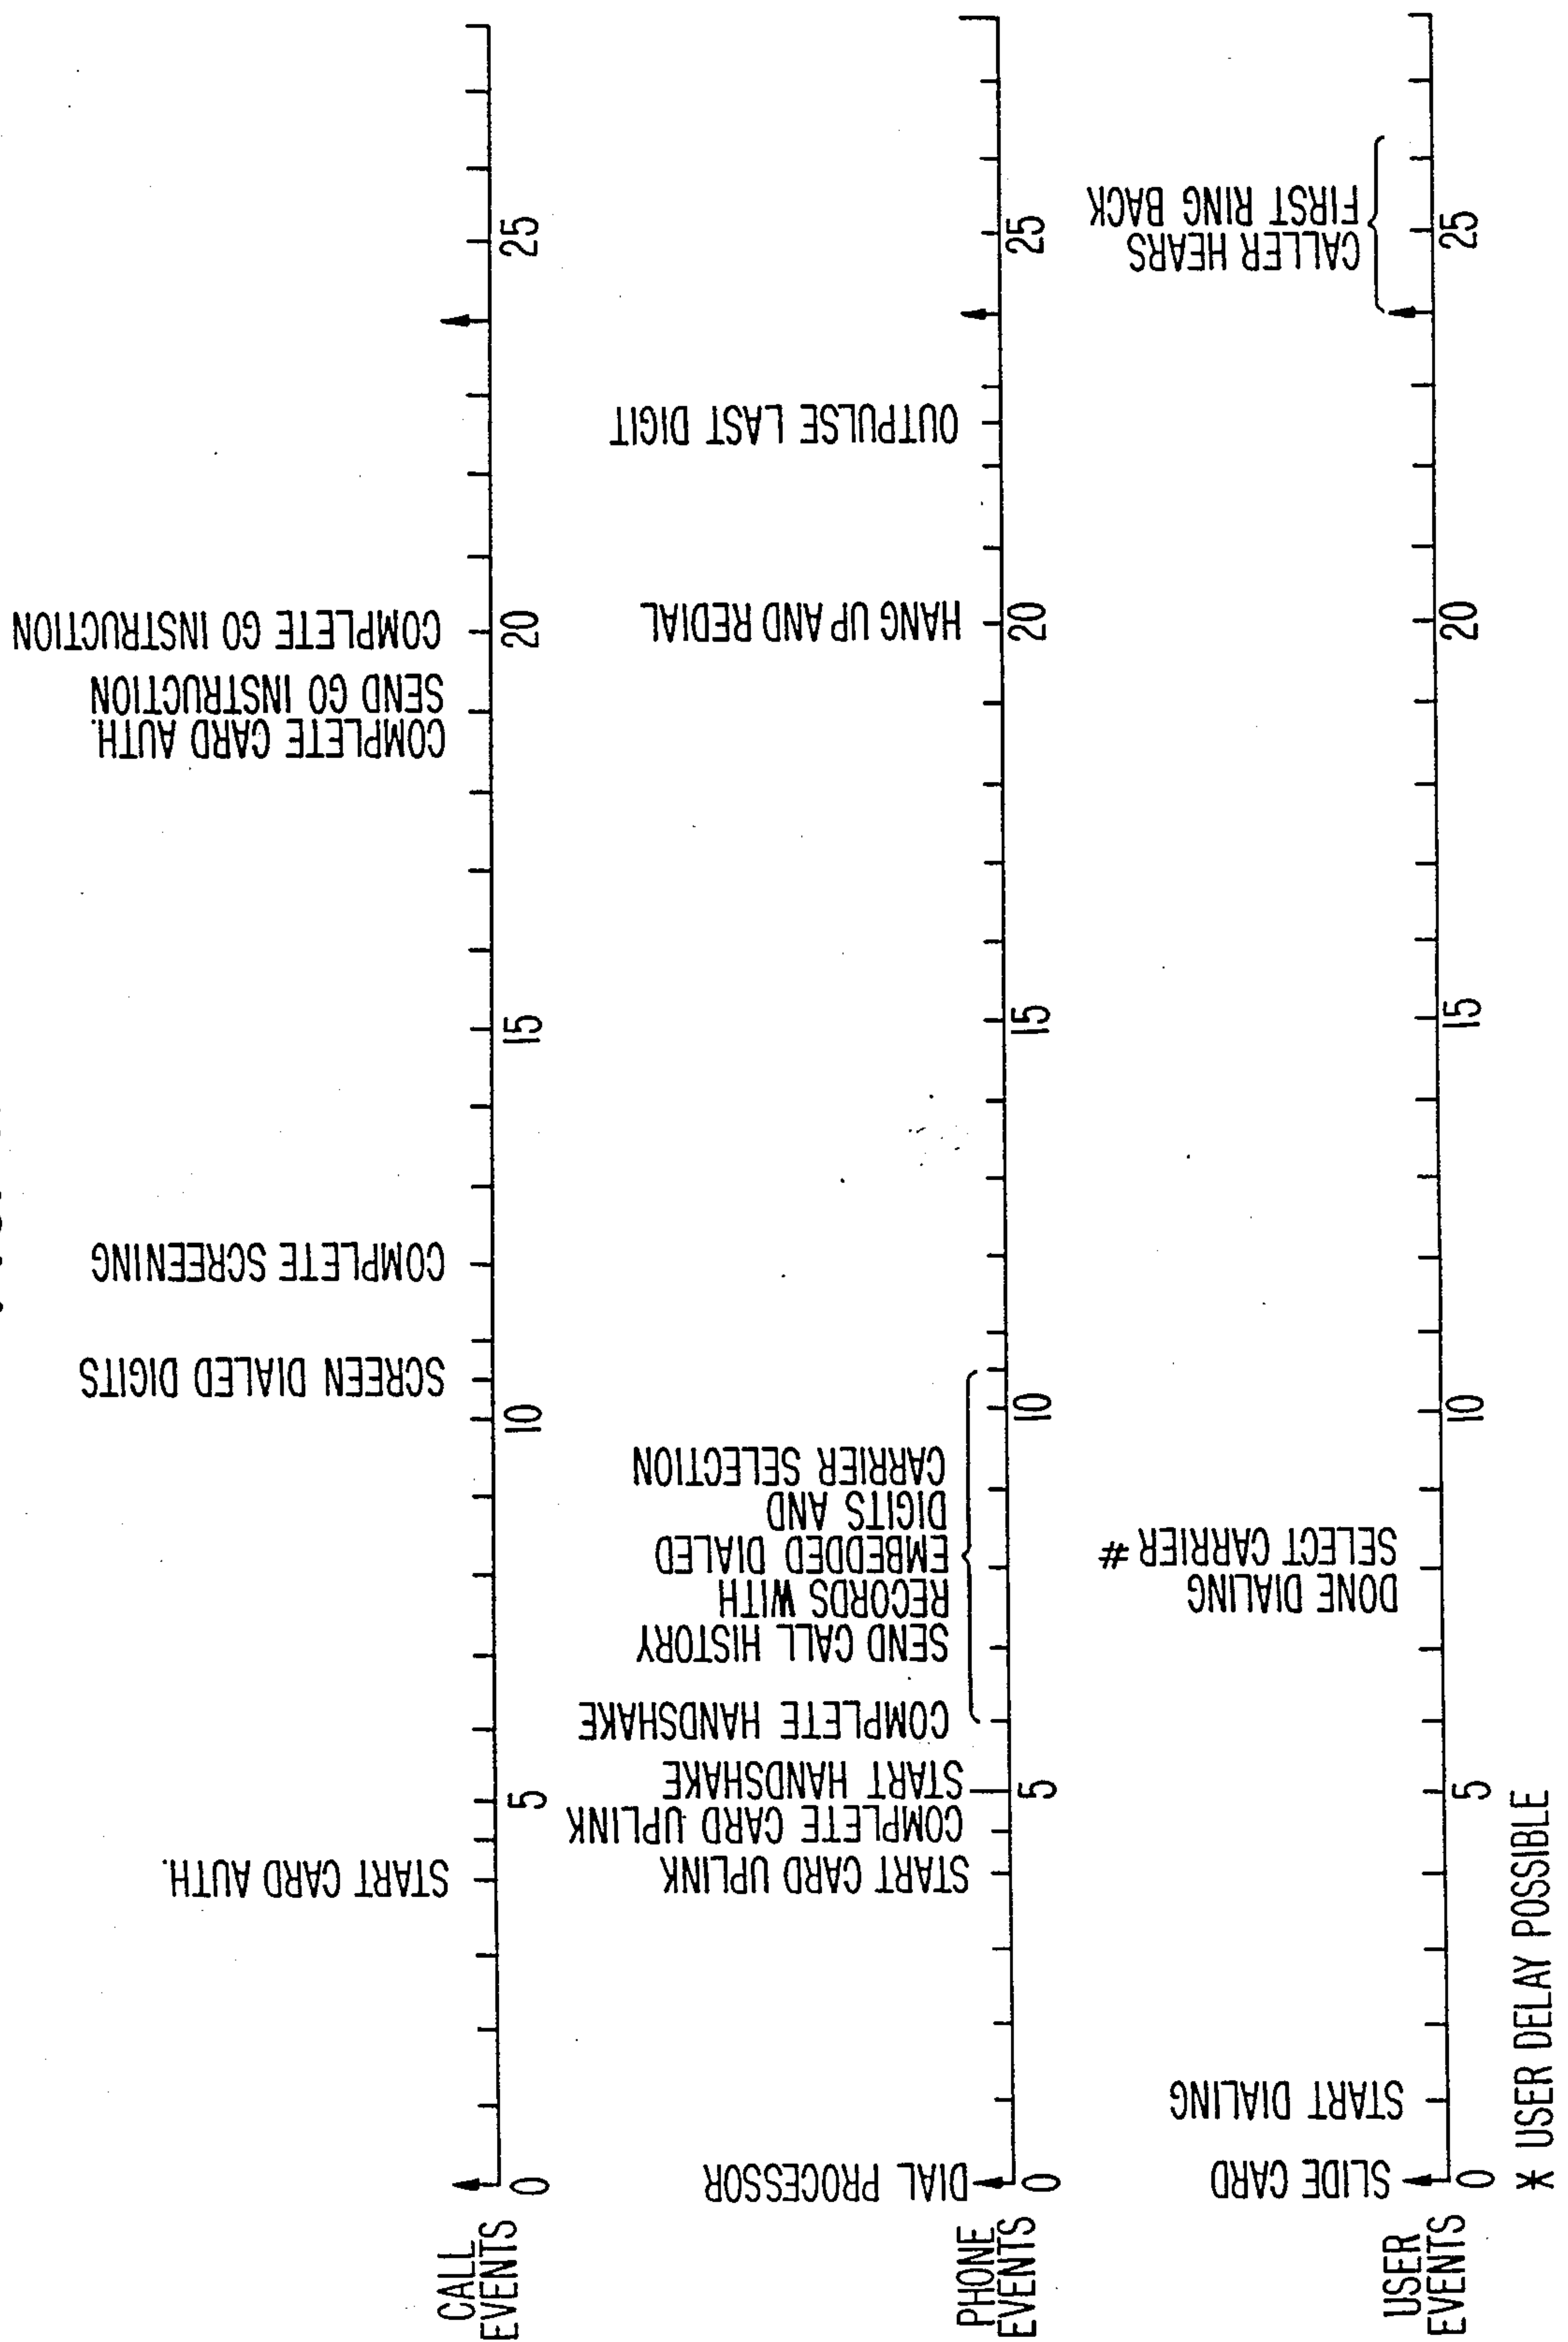 CALL
EVENTS
START CARD AUTH.
SCREEN DIALED DIGITS
COMPLETE SCREENING
COMPLETE CARD AUTH.
SEND GO INSTRUCTION
COMPLETE GO INSTRUCTION
0
5
10
15
20
25
PHONE
EVENTS
DIAL PROCESSOR
START CARD UPLINK
COMPLETE CARD UPLINK
START HANDSHAKE
COMPLETE HANDSHAKE
SEND CALL HISTORY
RECORDS WITH
EMBEDDED DIALED
DIGITS AND
CARRIER SELECTION
HANG UP AND REDIAL
OUTPULSE LAST DIGIT
0
5
10
15
20
25
USER
EVENTS
SLIDE CARD
START DIALING
DONE DIALING
SELECT CARRIER #
CALLER HEARS
FIRST RING BACK
0
5
10
15
20
25
* USER DELAY POSSIBLE